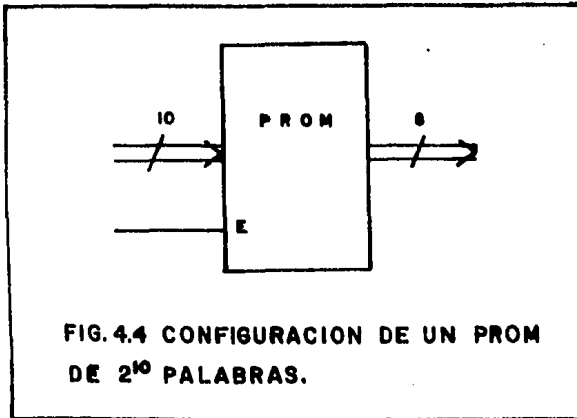 10
PROM
8
E
FIG. 4.4 CONFIGURACION DE UN PROM
DE 2¹⁰ PALABRAS.